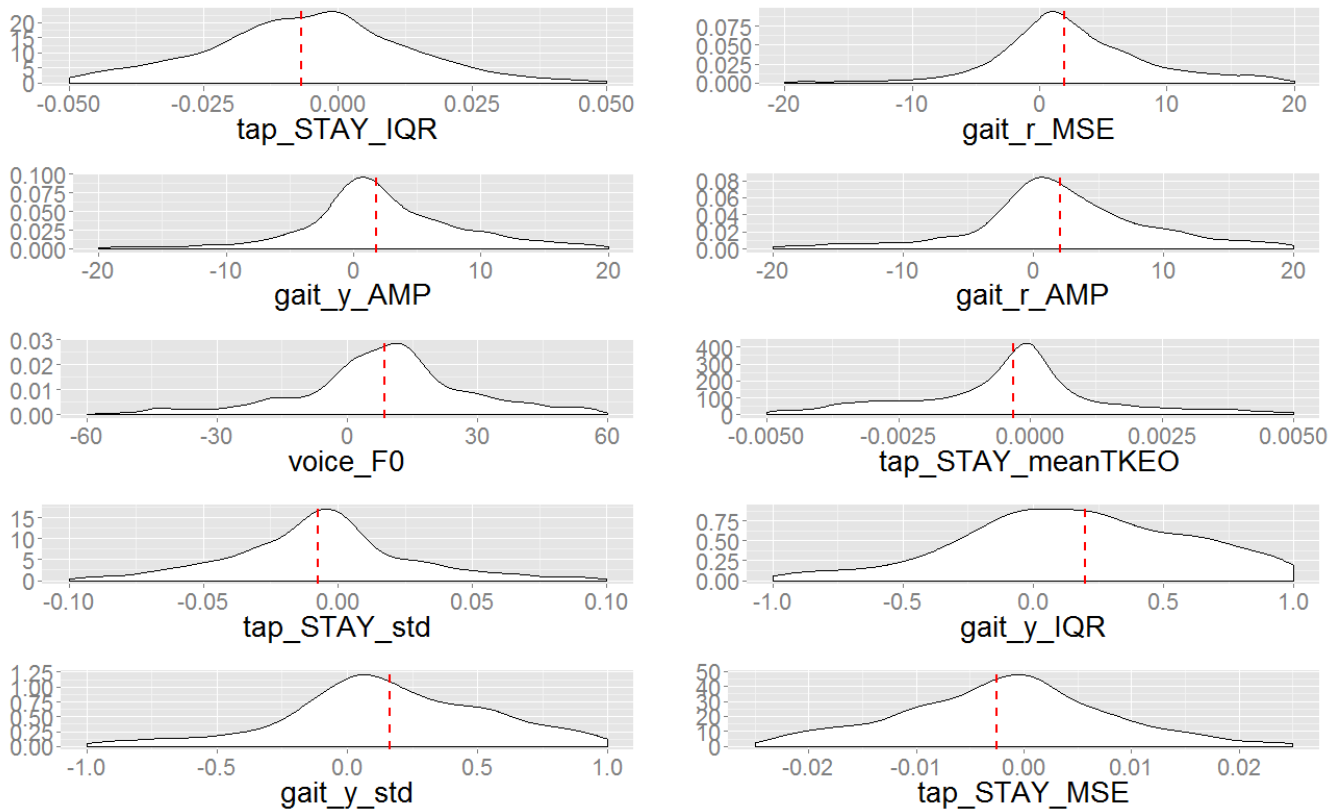 20
15
10
5
0
-0.050 -0.025 0.000 0.025 0.050
tap_STAY_IQR
0.075
0.050
0.025
0.000
-20 -10 0 10 20
gait_r_MSE
0.100
0.075
0.050
0.025
0.000
-20 -10 0 10 20
gait_y_AMP
0.08
0.06
0.04
0.02
0.00
-20 -10 0 10 20
gait_r_AMP
0.03
0.02
0.01
0.00
-60 -30 0 30 60
voice_F0
400
300
200
100
0
-0.0050 -0.0025 0.0000 0.0025 0.0050
tap_STAY_meanTKEO
15
10
5
0
-0.10 -0.05 0.00 0.05 0.10
tap_STAY_std
0.75
0.50
0.25
0.00
-1.0 -0.5 0.0 0.5 1.0
gait_y_IQR
1.25
1.00
0.75
0.50
0.25
0.00
-1.0 -0.5 0.0 0.5 1.0
gait_y_std
50
40
30
20
10
0
-0.02 -0.01 0.00 0.01 0.02
tap_STAY_MSE